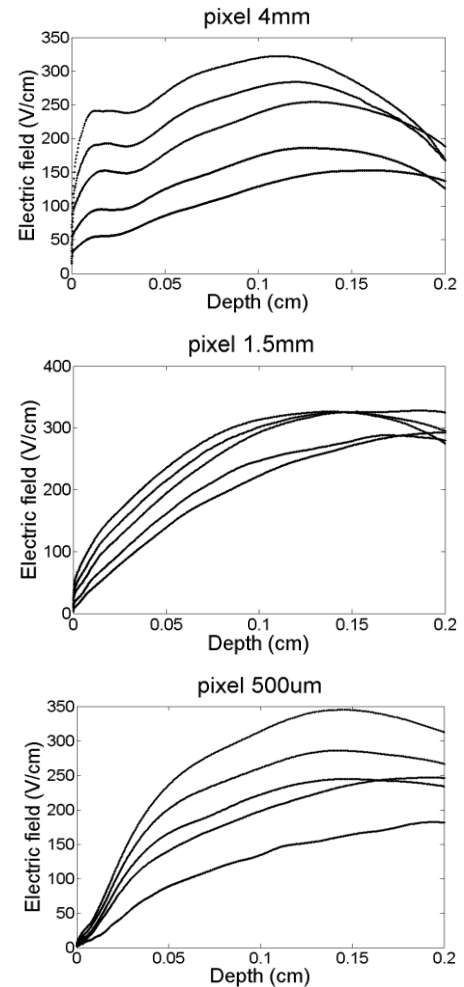 pixel 4mm
350
300
250
200
150
100
50
0
Electric field (V/cm)
0 0.05 0.1 0.15 0.2
Depth (cm)
pixel 1.5mm
400
300
200
100
0
Electric field (V/cm)
0 0.05 0.1 0.15 0.2
Depth (cm)
pixel 500um
350
300
250
200
150
100
50
0
Electric field (V/cm)
0 0.05 0.1 0.15 0.2
Depth (cm)